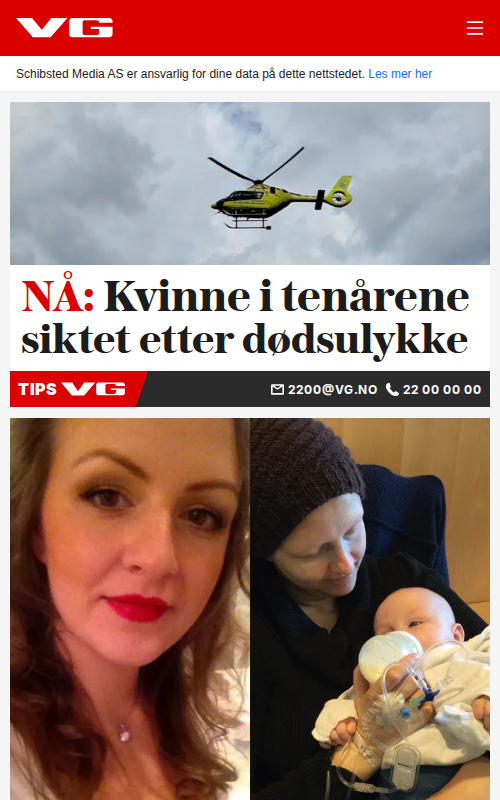 VG
Schibsted Media AS er ansvarlig for dine data på dette nettstedet. Les mer her
NÅ: Kvinne i tenårene
siktet etter dødsulykke
TIPS VG 2200@VG.NO 22 00 00 00